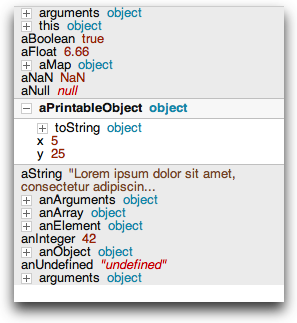 arguments object
this object
aBoolean true
aFloat 6.66
aMap object
aNaN NaN
aNull null
aPrintableObject object
toString object
x 5
y 25
aString "Lorem ipsum dolor sit amet,
consectetur adipiscin...
anArguments object
anArray object
anElement object
anInteger 42
anObject object
anUndefined "undefined"
arguments object